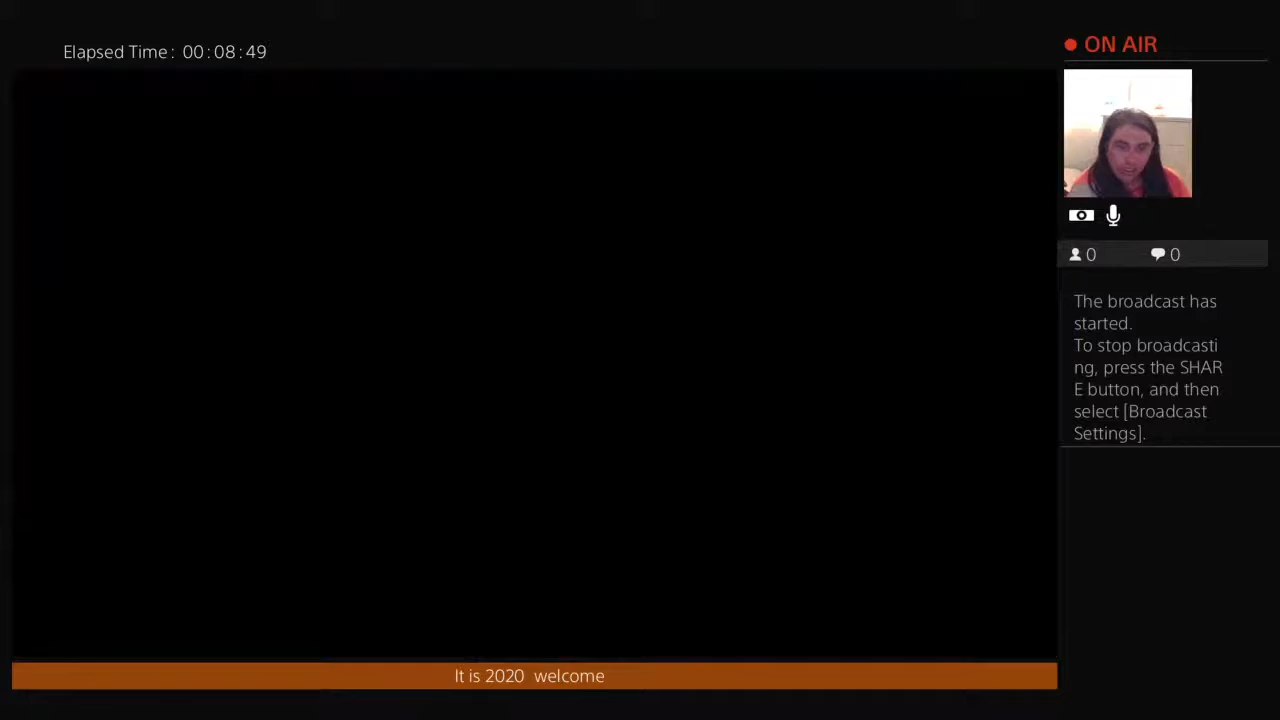 Elapsed Time: 00:08:49
ON AIR
0 0
The broadcast has
started.
To stop broadcasti
ng, press the SHAR
E button, and then
select [Broadcast
Settings].
It is 2020 welcome